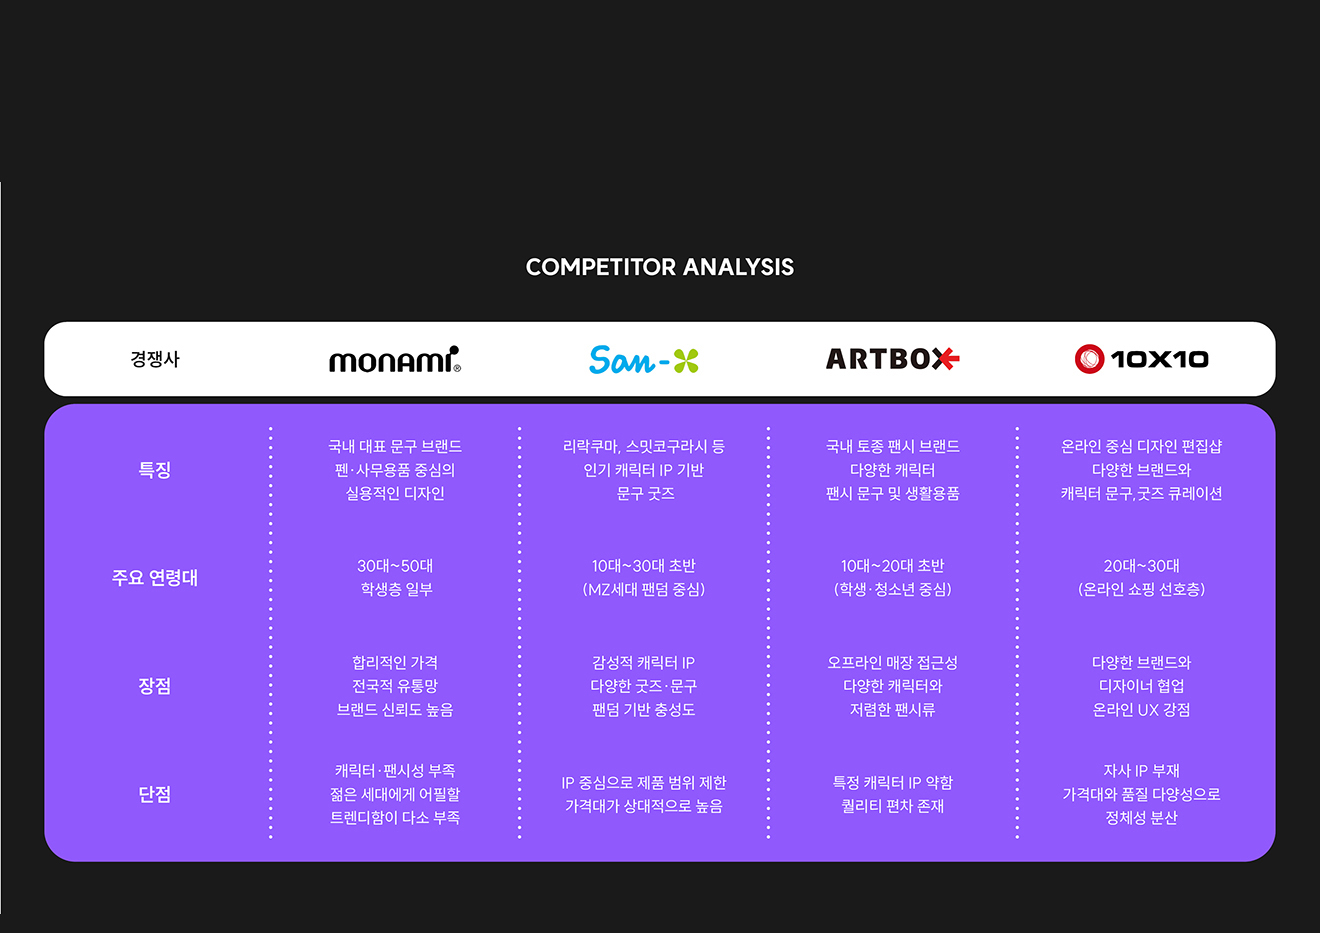 COMPETITOR ANALYSIS
경쟁사
monami®
San-X
ARTBOX
10X10
특징
국내 대표 문구 브랜드
펜·사무용품 중심의
실용적인 디자인
리락쿠마, 스밋코구라시 등
인기 캐릭터 IP 기반
문구 굿즈
국내 토종 팬시 브랜드
다양한 캐릭터
팬시 문구 및 생활용품
온라인 중심 디자인 편집샵
다양한 브랜드와
캐릭터 문구,굿즈 큐레이션
주요 연령대
30대~50대
학생층 일부
10대~30대 초반
(MZ세대 팬덤 중심)
10대~20대 초반
(학생·청소년 중심)
20대~30대
(온라인 쇼핑 선호층)
장점
합리적인 가격
전국적 유통망
브랜드 신뢰도 높음
감성적 캐릭터 IP
다양한 굿즈·문구
팬덤 기반 충성도
오프라인 매장 접근성
다양한 캐릭터와
저렴한 팬시류
다양한 브랜드와
디자이너 협업
온라인 UX 강점
단점
캐릭터·팬시성 부족
젊은 세대에게 어필할
트렌디함이 다소 부족
IP 중심으로 제품 범위 제한
가격대가 상대적으로 높음
특정 캐릭터 IP 약함
퀄리티 편차 존재
자사 IP 부재
가격대와 품질 다양성으로
정체성 분산